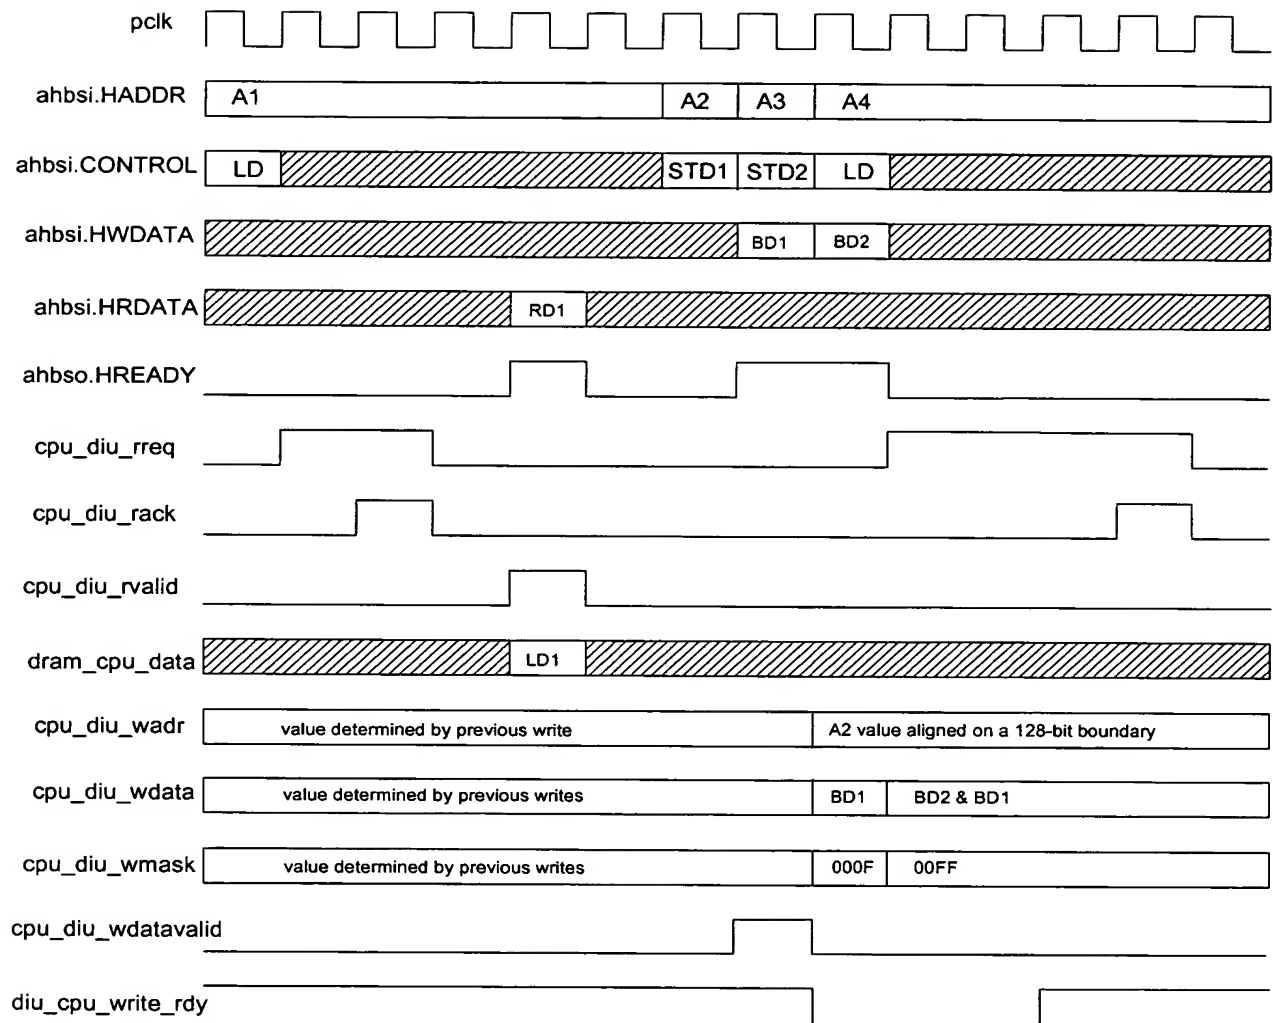 pclk
ahbsi.HADDR A1 A2 A3 A4
ahbsi.CONTROL LD STD1 STD2 LD
ahbsi.HWDATA BD1 BD2
ahbsi.HRDATA RD1
ahbso.HREADY
cpu_diu_rreq
cpu_diu_rack
cpu_diu_rvalid
dram_cpu_data LD1
cpu_diu_wadr value determined by previous write A2 value aligned on a 128-bit boundary
cpu_diu_wdata value determined by previous writes BD1 BD2 & BD1
cpu_diu_wmask value determined by previous writes 000F 00FF
cpu_diu_wdatavalid
diu_cpu_write_rdy